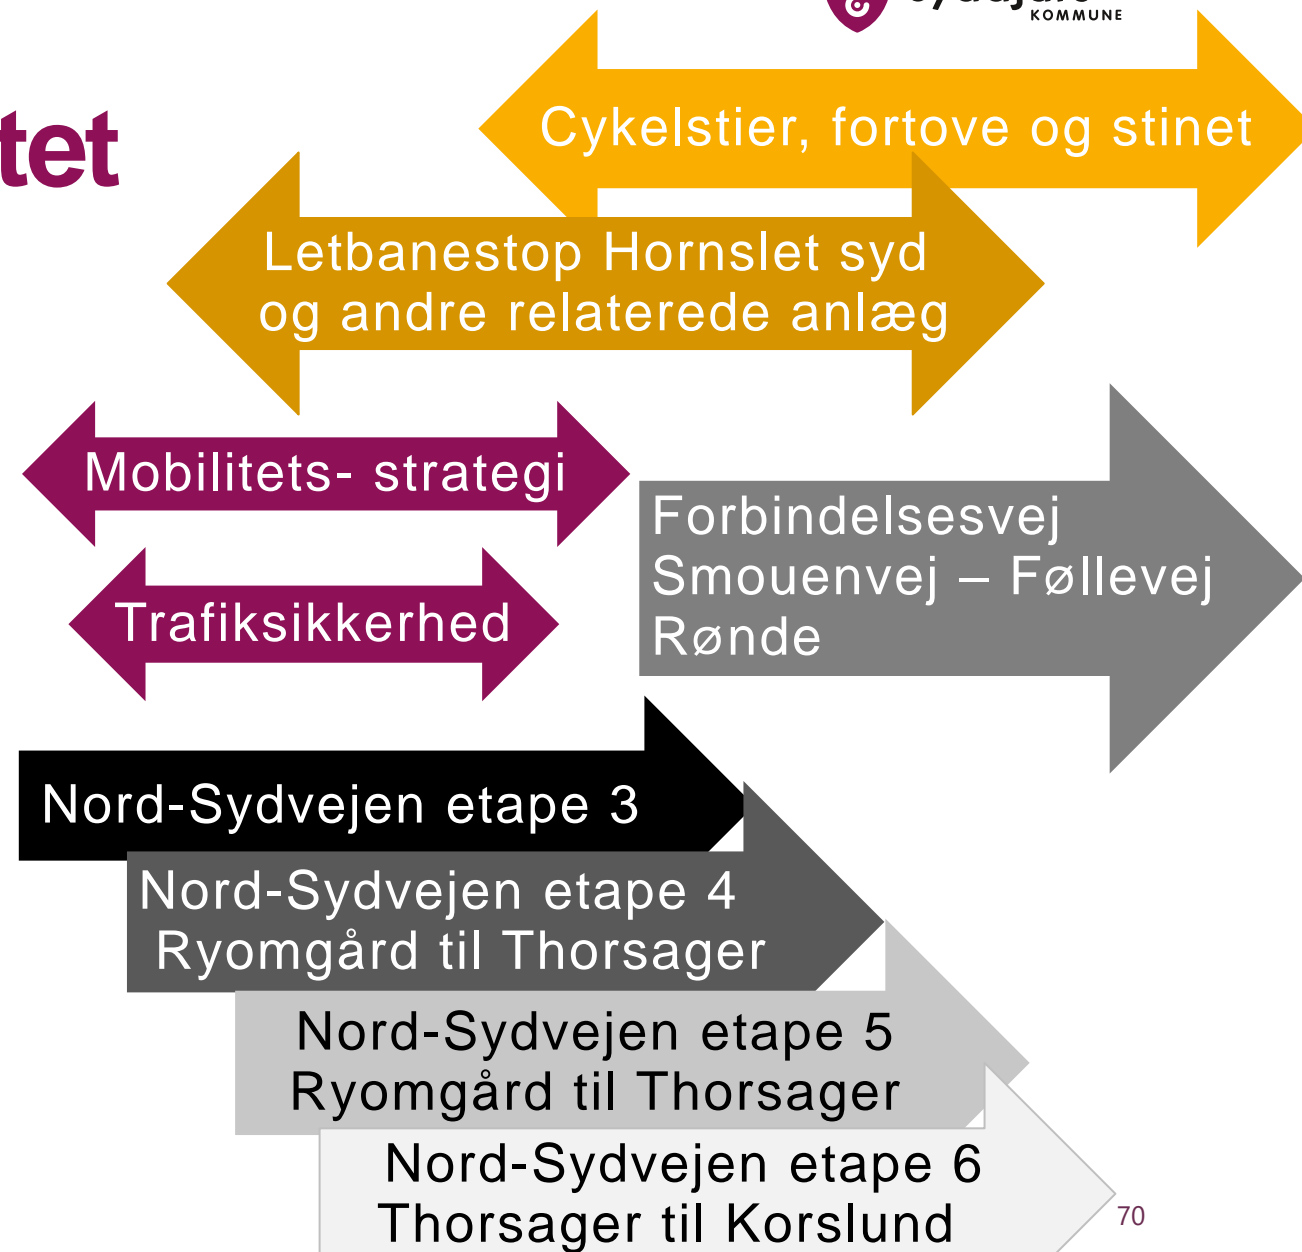 KOMMUNE
tet
Cykelstier, fortove og stinet
Letbanestop Hornslet syd
og andre relaterede anlæg
Mobilitets- strategi
Forbindelsesvej
Smouenvej – Føllevej
Rønde
Trafiksikkerhed
Nord-Sydvejen etape 3
Nord-Sydvejen etape 4
Ryomgård til Thorsager
Nord-Sydvejen etape 5
Ryomgård til Thorsager
Nord-Sydvejen etape 6
Thorsager til Korslund
70